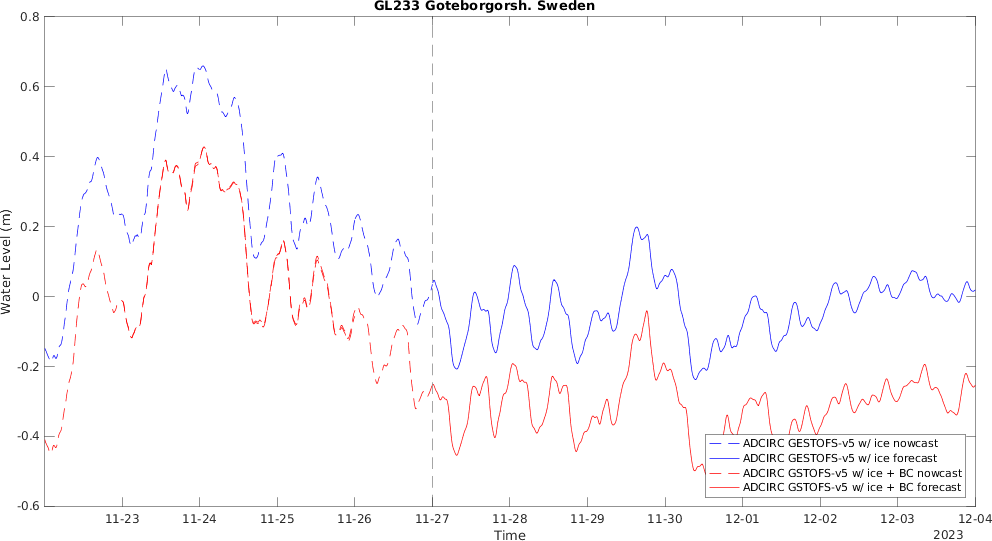 GL233 Goteborgorsh. Sweden
Water Level (m)
0.8
0.6
0.4
0.2
0
-0.2
-0.4
-0.6
ADCIRC GESTOFS-v5 w/ ice nowcast
ADCIRC GESTOFS-v5 w/ ice forecast
ADCIRC GSTOFS-v5 w/ ice + BC nowcast
ADCIRC GSTOFS-v5 w/ ice + BC forecast
11-23 11-24 11-25 11-26 11-27 11-28 11-29 11-30 12-01 12-02 12-03 12-04
Time
2023